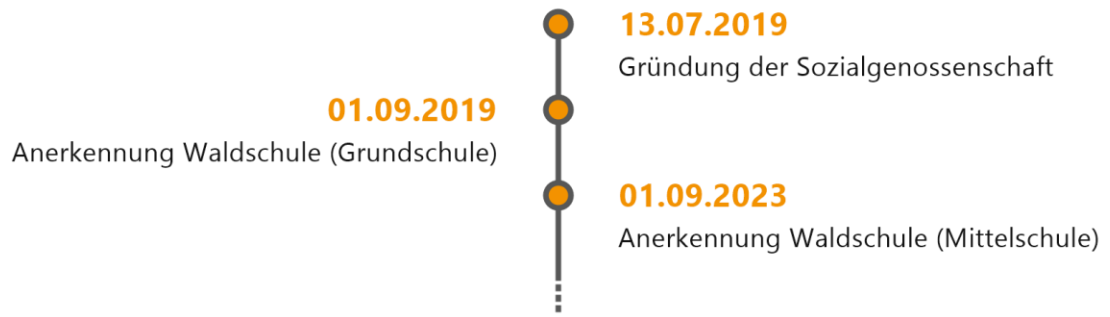 13.07.2019
Gründung der Sozialgenossenschaft
01.09.2019
Anerkennung Waldschule (Grundschule)
01.09.2023
Anerkennung Waldschule (Mittelschule)